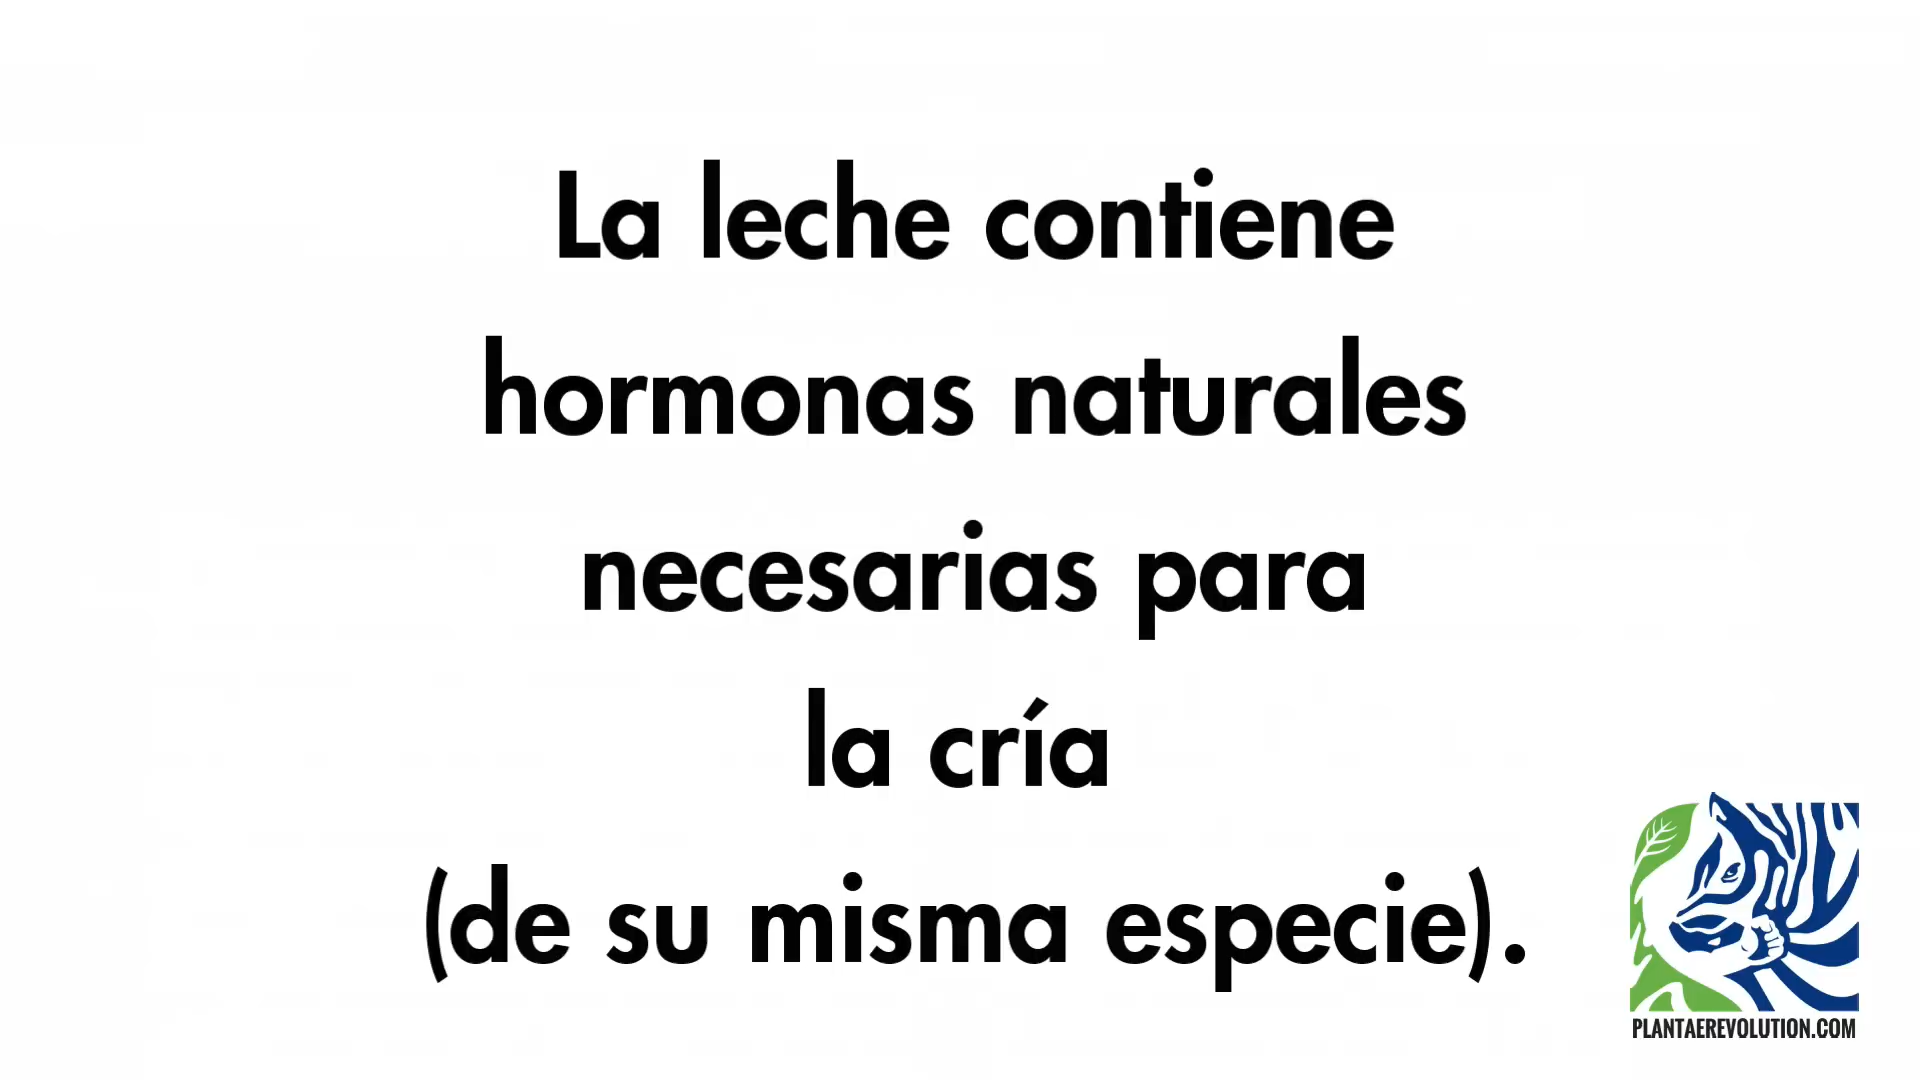 La leche contiene
hormonas naturales
necesarias para
la cría
(de su misma especie).
PLANTAEREVOLUTION.COM